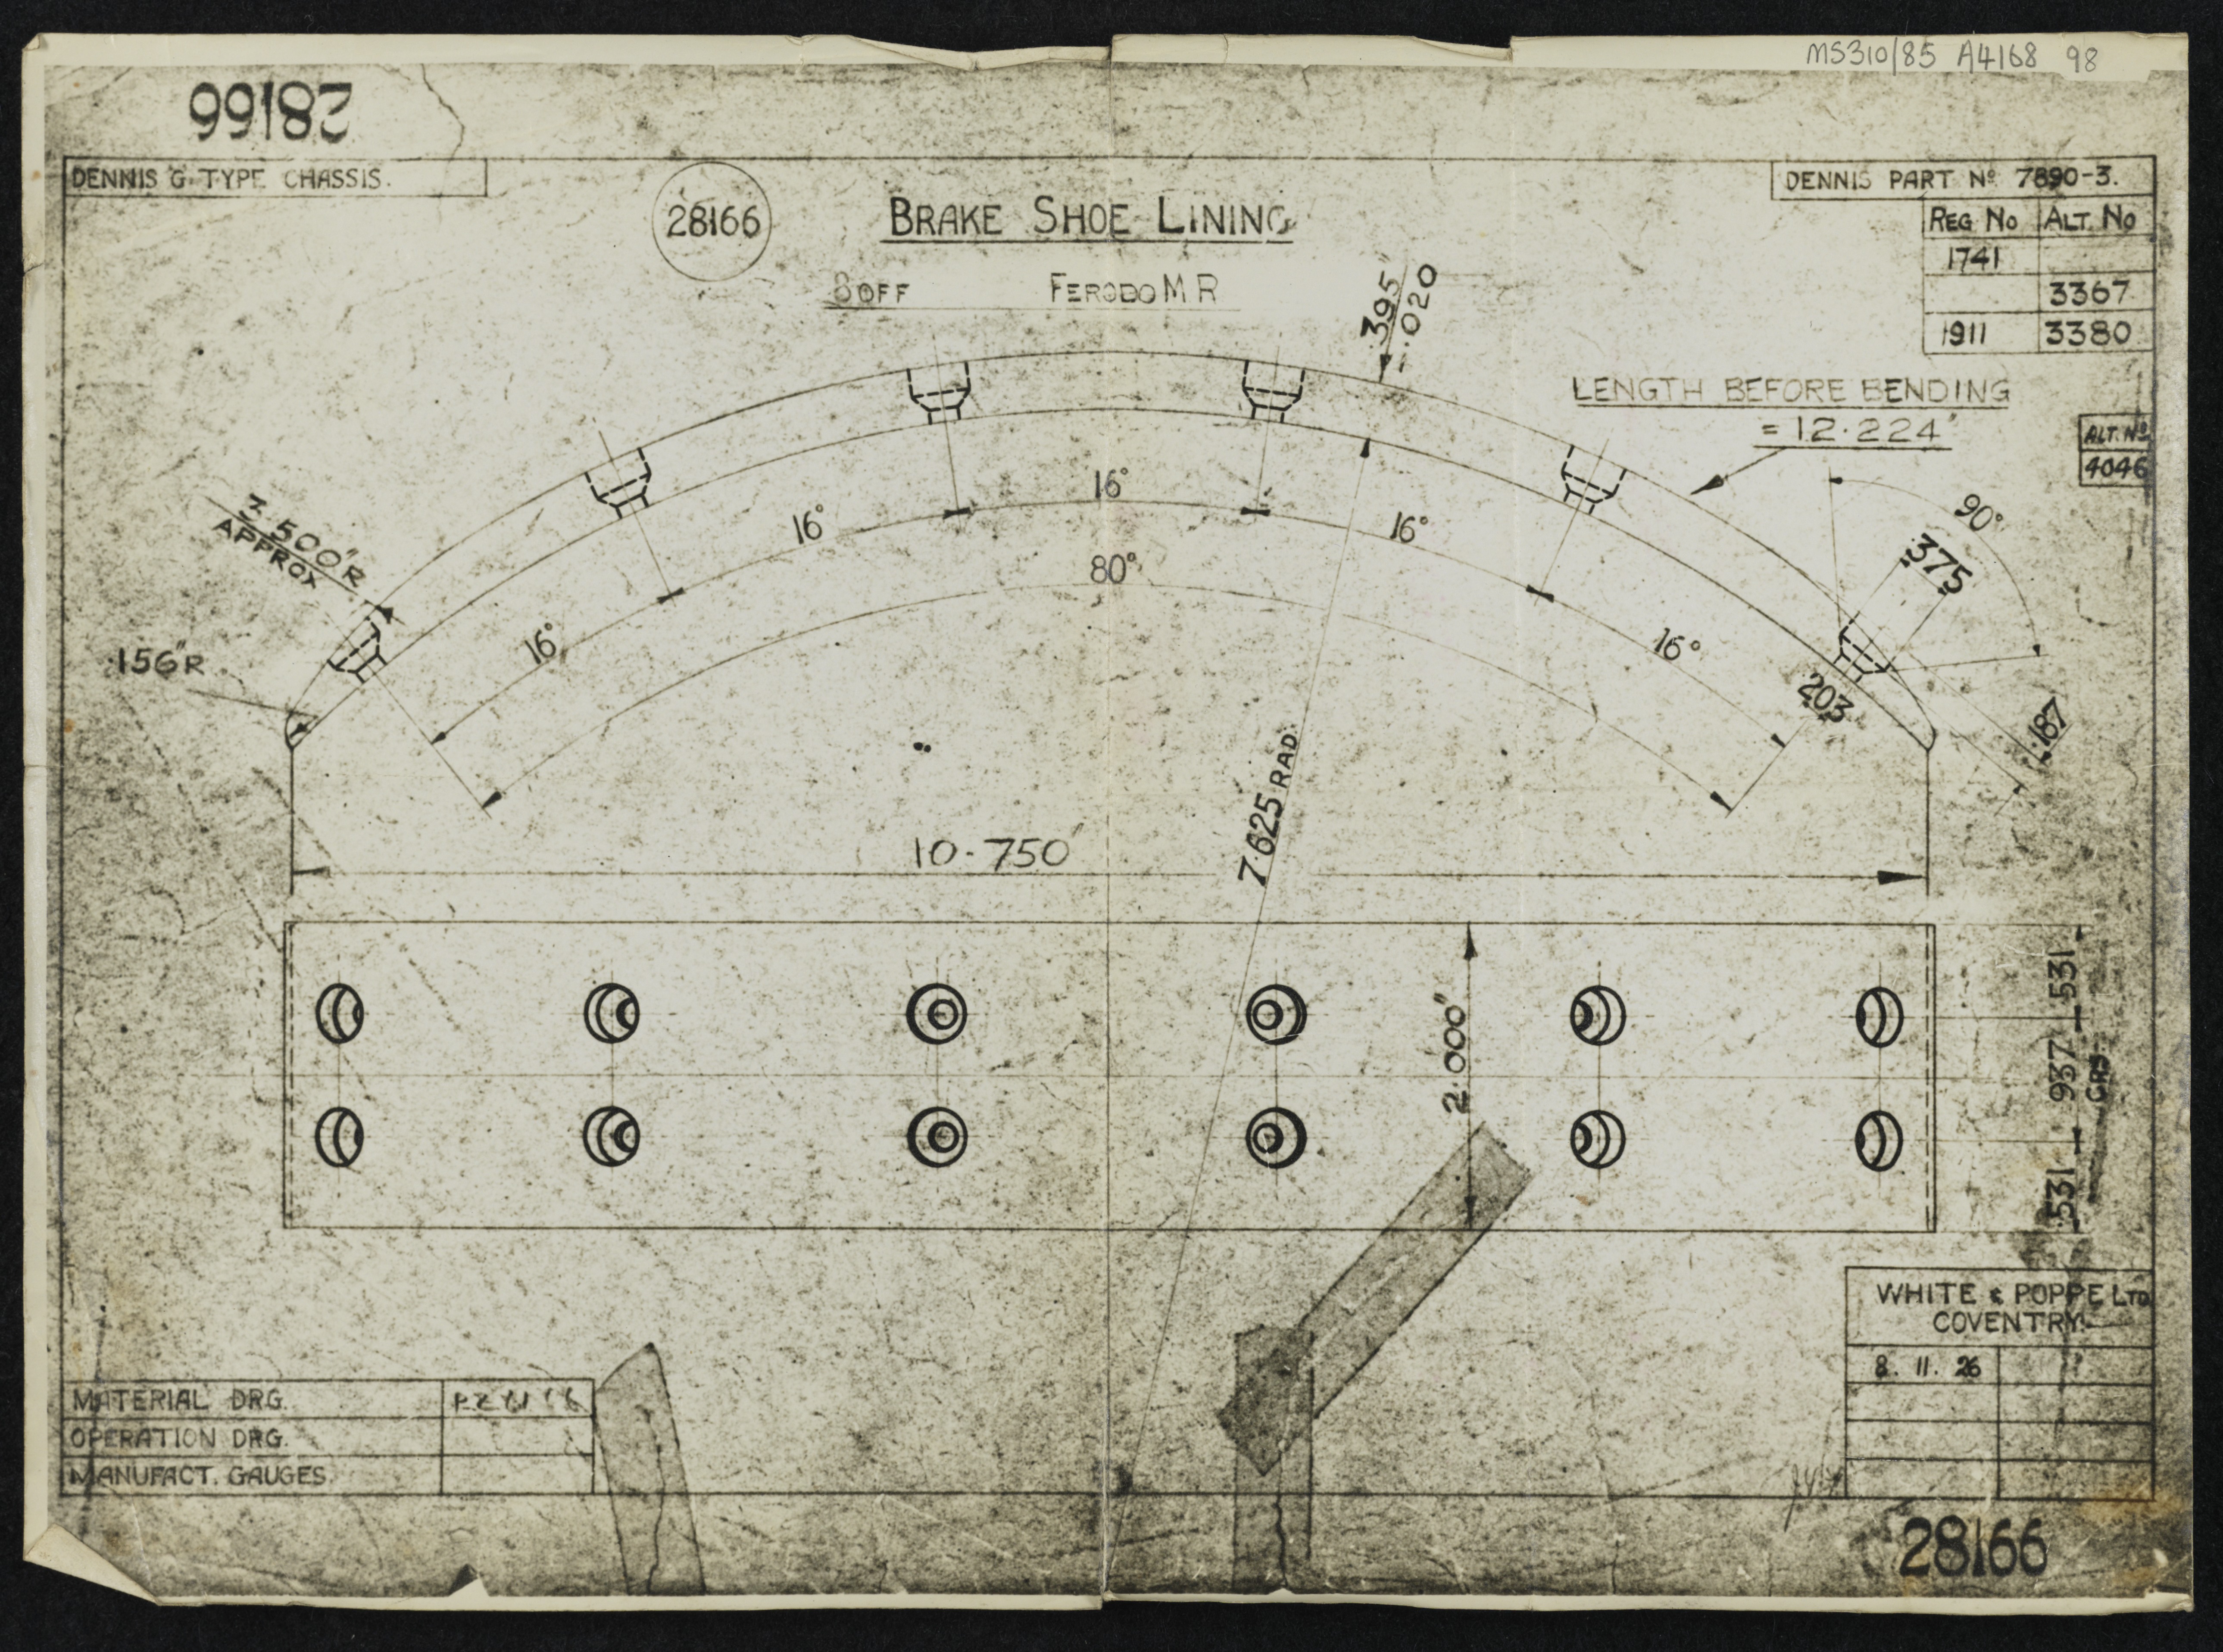 MS310/85 A4168 98
28166
DENNIS G. TYPE CHASSIS.
28166
BRAKE SHOE LINING
8 OFF FERODO M R
DENNIS PART No 7890-3.
REG No ALT. No
1741
3367
1911 3380
ALT. No
4046
.395"
-.020
LENGTH BEFORE BENDING
= 12.224"
16°
16°
16°
80°
16°
16°
90°
.375
203
.187
3.500"R
APPROX
.156"R
7.625 RAD.
10.750"
2.000"
.531
.937
CRS
.531
WHITE & POPPE LTD
COVENTRY.
8. 11. 26
MATERIAL DRG.
OPERATION DRG.
MANUFACT. GAUGES.
28166